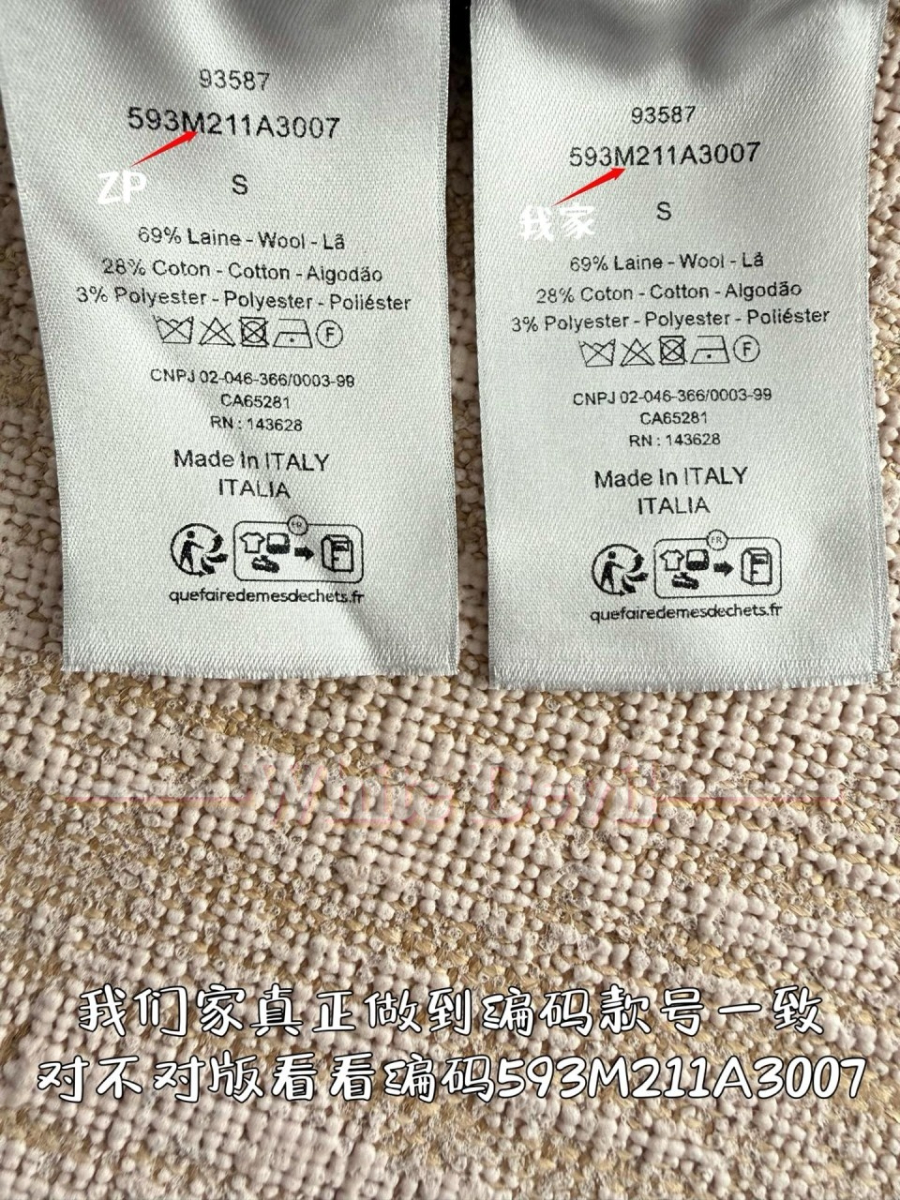 93587
593M211A3007
ZP
S
69% Laine - Wool - Lã
28% Coton - Cotton - Algodão
3% Polyester - Polyester - Poliéster
F
CNPJ 02-046-366/0003-99
CA65281
RN : 143628
Made In ITALY
ITALIA
FR
quefairedemesdechets.fr
93587
593M211A3007
我家
S
69% Laine - Wool - Lã
28% Coton - Cotton - Algodão
3% Polyester - Polyester - Poliéster
F
CNPJ 02-046-366/0003-99
CA65281
RN : 143628
Made In ITALY
ITALIA
FR
quefairedemesdechets.fr
我们家真正做到编码款号一致
对不对版看看编码593M211A3007